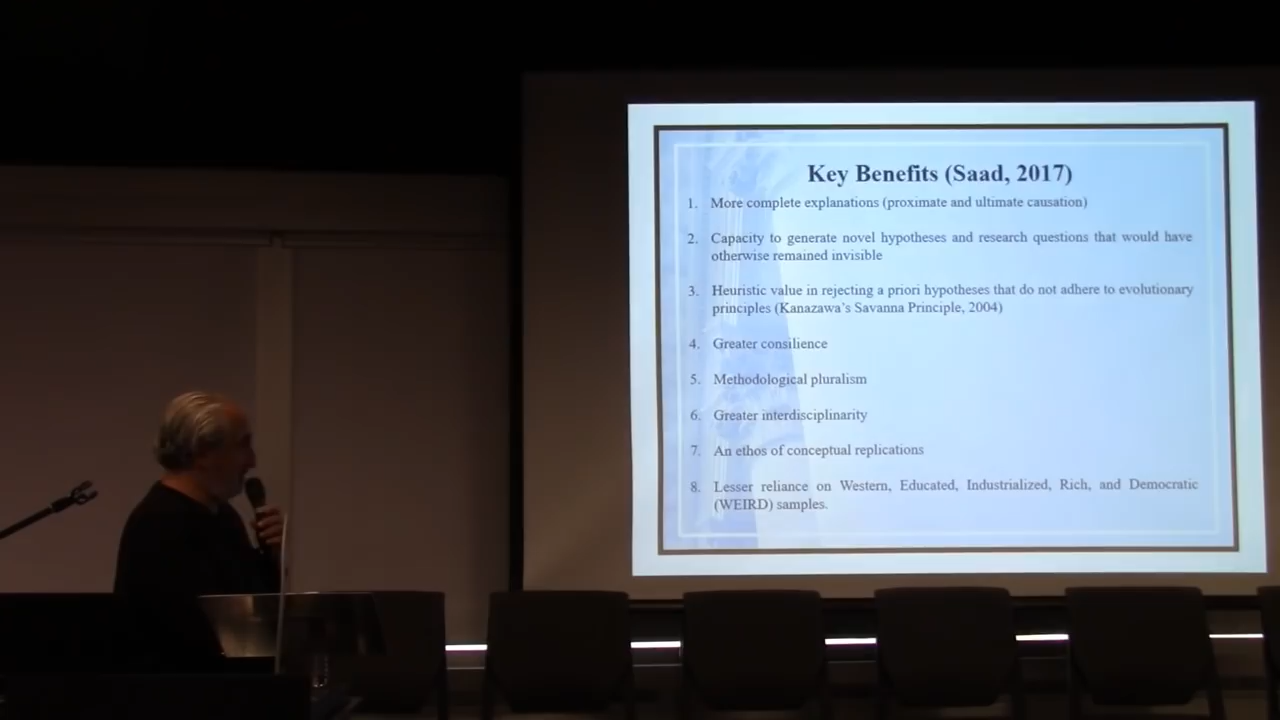 Key Benefits (Saad, 2017)
1. More complete explanations (proximate and ultimate causation)
2. Capacity to generate novel hypotheses and research questions that would have
otherwise remained invisible
3. Heuristic value in rejecting a priori hypotheses that do not adhere to evolutionary
principles (Kanazawa's Savanna Principle, 2004)
4. Greater consilience
5. Methodological pluralism
6. Greater interdisciplinarity
7. An ethos of conceptual replications
8. Lesser reliance on Western, Educated, Industrialized, Rich, and Democratic
(WEIRD) samples.